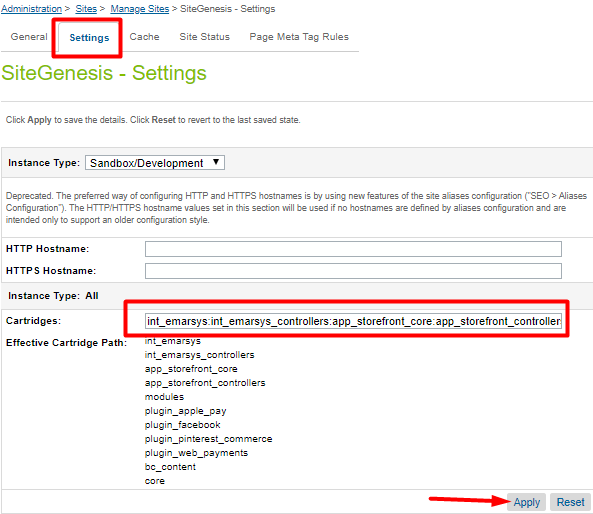 Administration > Sites > Manage Sites > SiteGenesis - Settings
General Settings Cache Site Status Page Meta Tag Rules
SiteGenesis - Settings
Click Apply to save the details. Click Reset to revert to the last saved state.
Instance Type: Sandbox/Development
Deprecated. The preferred way of configuring HTTP and HTTPS hostnames is by using new features of the site aliases configuration ("SEO > Aliases
Configuration"). The HTTP/HTTPS hostname values set in this section will be used if no hostnames are defined by aliases configuration and are
intended only to support an older configuration style.
HTTP Hostname:
HTTPS Hostname:
Instance Type: All
Cartridges: int_emarsys:int_emarsys_controllers:app_storefront_core:app_storefront_controller
Effective Cartridge Path: int_emarsys
int_emarsys_controllers
app_storefront_core
app_storefront_controllers
modules
plugin_apple_pay
plugin_facebook
plugin_pinterest_commerce
plugin_web_payments
bc_content
core
Apply Reset